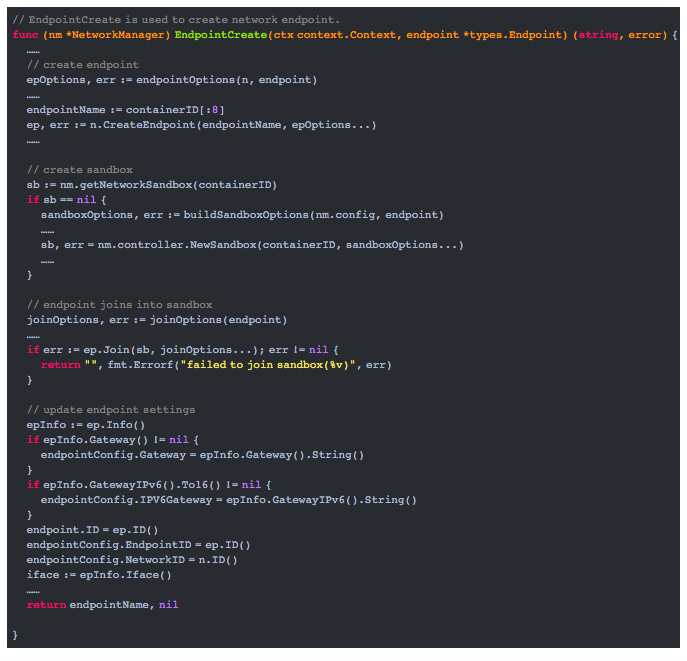 // EndpointCreate is used to create network endpoint.
func (nm *NetworkManager) EndpointCreate(ctx context.Context, endpoint *types.Endpoint) (string, error) {
……
// create endpoint
epOptions, err := endpointOptions(n, endpoint)
……
endpointName := containerID[:8]
ep, err := n.CreateEndpoint(endpointName, epOptions...)
……
// create sandbox
sb := nm.getNetworkSandbox(containerID)
if sb == nil {
sandboxOptions, err := buildSandboxOptions(nm.config, endpoint)
……
sb, err = nm.controller.NewSandbox(containerID, sandboxOptions...)
……
}
// endpoint joins into sandbox
joinOptions, err := joinOptions(endpoint)
……
if err := ep.Join(sb, joinOptions...); err != nil {
return "", fmt.Errorf("failed to join sandbox(%v)", err)
}
// update endpoint settings
epInfo := ep.Info()
if epInfo.Gateway() != nil {
endpointConfig.Gateway = epInfo.Gateway().String()
}
if epInfo.GatewayIPv6().To16() != nil {
endpointConfig.IPV6Gateway = epInfo.GatewayIPv6().String()
}
endpoint.ID = ep.ID()
endpointConfig.EndpointID = ep.ID()
endpointConfig.NetworkID = n.ID()
iface := epInfo.Iface()
……
return endpointName, nil
}